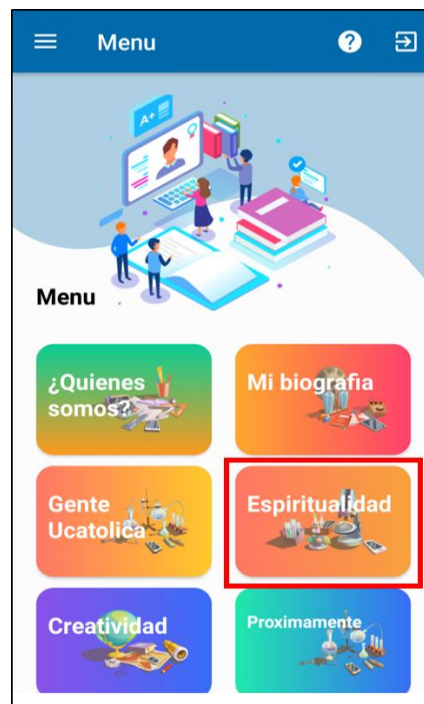 Menu
A+
Menu
¿Quienes
somos?
Mi biografia
Gente
Ucatolica
Espiritualidad
Creatividad
Proximamente